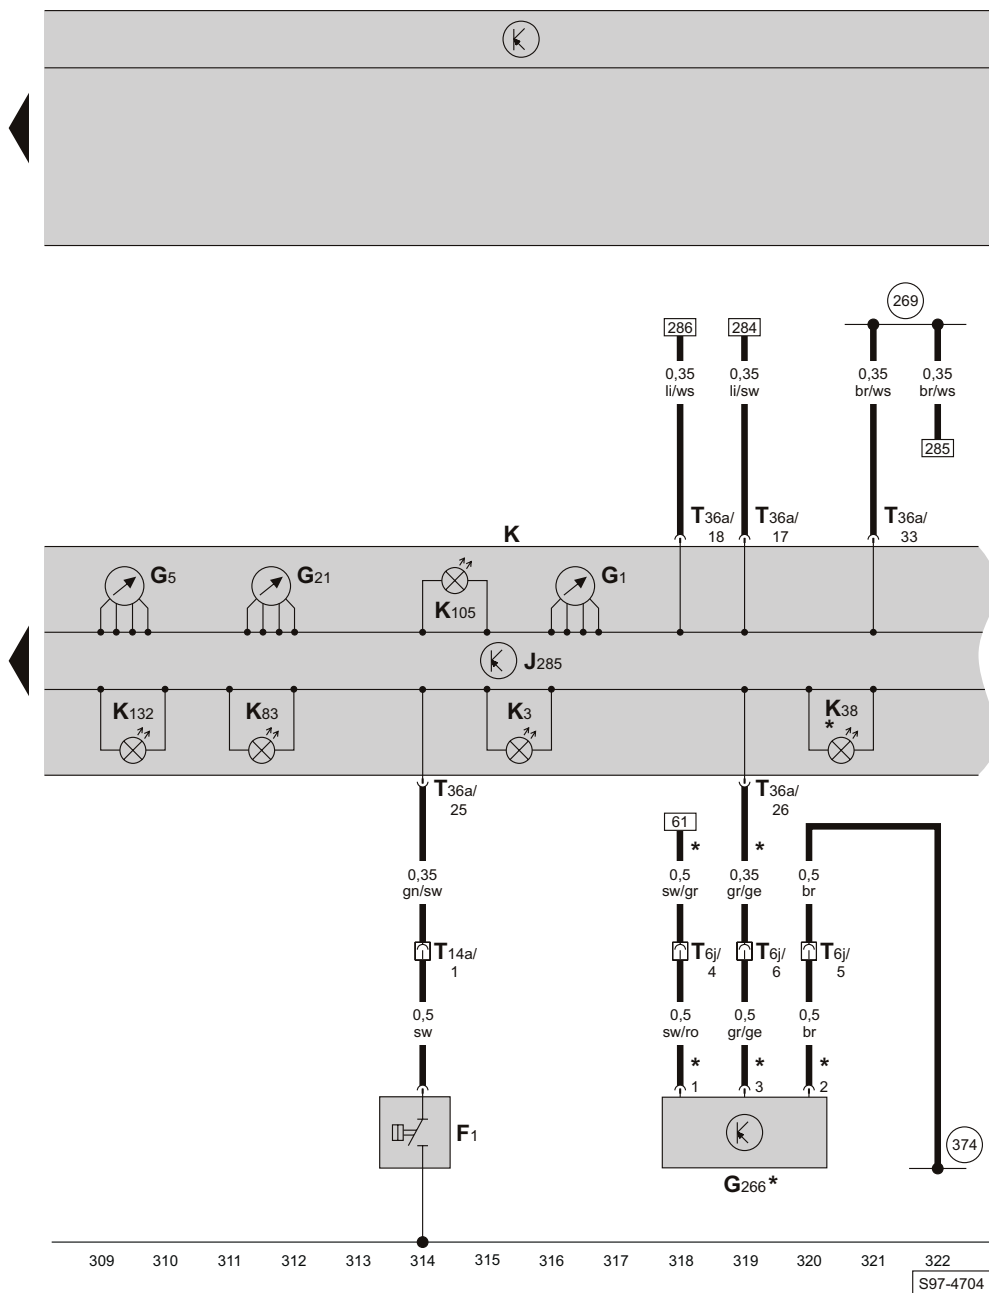 269
286 284
0,35 0,35 0,35 0,35
li/ws li/sw br/ws br/ws
285
T36a/ T36a/ T36a/
18 17 33
K
G5 G21 K105 G1
J285
K132 K83 K3 K38
*
T36a/ T36a/
25 26
61
* *
0,35 0,5 0,35 0,5
gn/sw sw/gr gr/ge br
T14a/ T6j/ T6j/ T6j/
1 4 6 5
0,5 0,5 0,5 0,5
sw sw/ro gr/ge br
* * *
1 3 2
F1
374
G266*
309 310 311 312 313 314 315 316 317 318 319 320 321 322
S97-4704